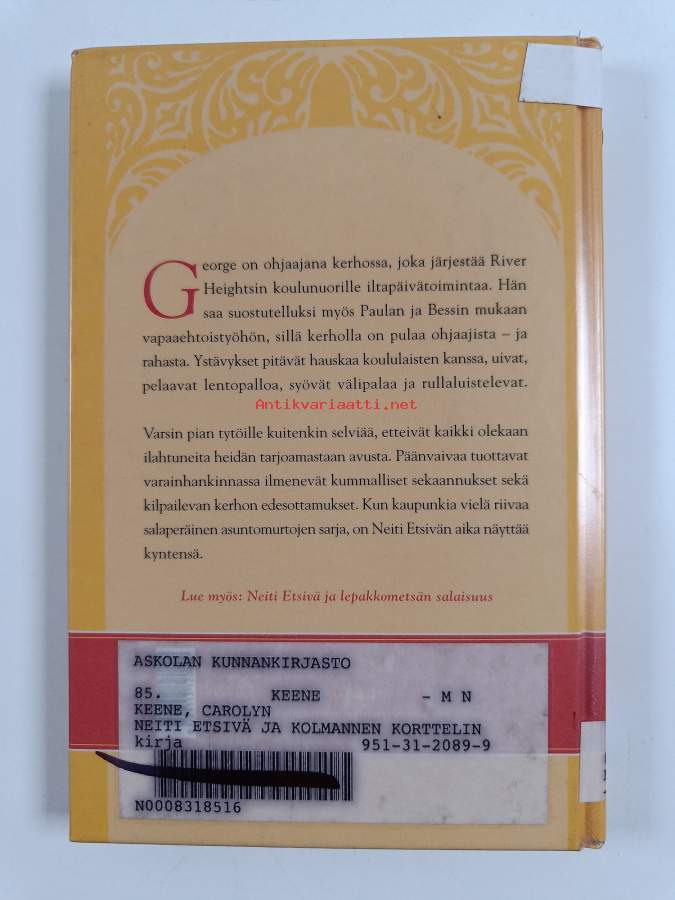 George on ohjaajana kerhossa, joka järjestää River
Heightsin koulunuorille iltapäivätoimintaa. Hän
saa suostutelluksi myös Paulan ja Bessin mukaan
vapaaehtoistyöhön, sillä kerholla on pulaa ohjaajista – ja
rahasta. Ystävykset pitävät hauskaa koululaisten kanssa, uivat,
pelaavat lentopalloa, syövät välipalaa ja rullaluistelevat.
Antikvariaatti.net
Varsin pian tytöille kuitenkin selviää, etteivät kaikki olekaan
ilahtuneita heidän tarjoamastaan avusta. Päänvaivaa tuottavat
varainhankinnassa ilmenevät kummalliset sekaannukset sekä
kilpailevan kerhon edesottamukset. Kun kaupunkia vielä riivaa
salaperäinen asuntomurtojen sarja, on Neiti Etsivän aika näyttää
kyntensä.
Lue myös: Neiti Etsivä ja lepakkometsän salaisuus
ASKOLAN KUNNANKIRJASTO
85. KEENE - M N
KEENE, CAROLYN
NEITI ETSIVÄ JA KOLMANNEN KORTTELIN
kirja 951-31-2089-9
N0008318516